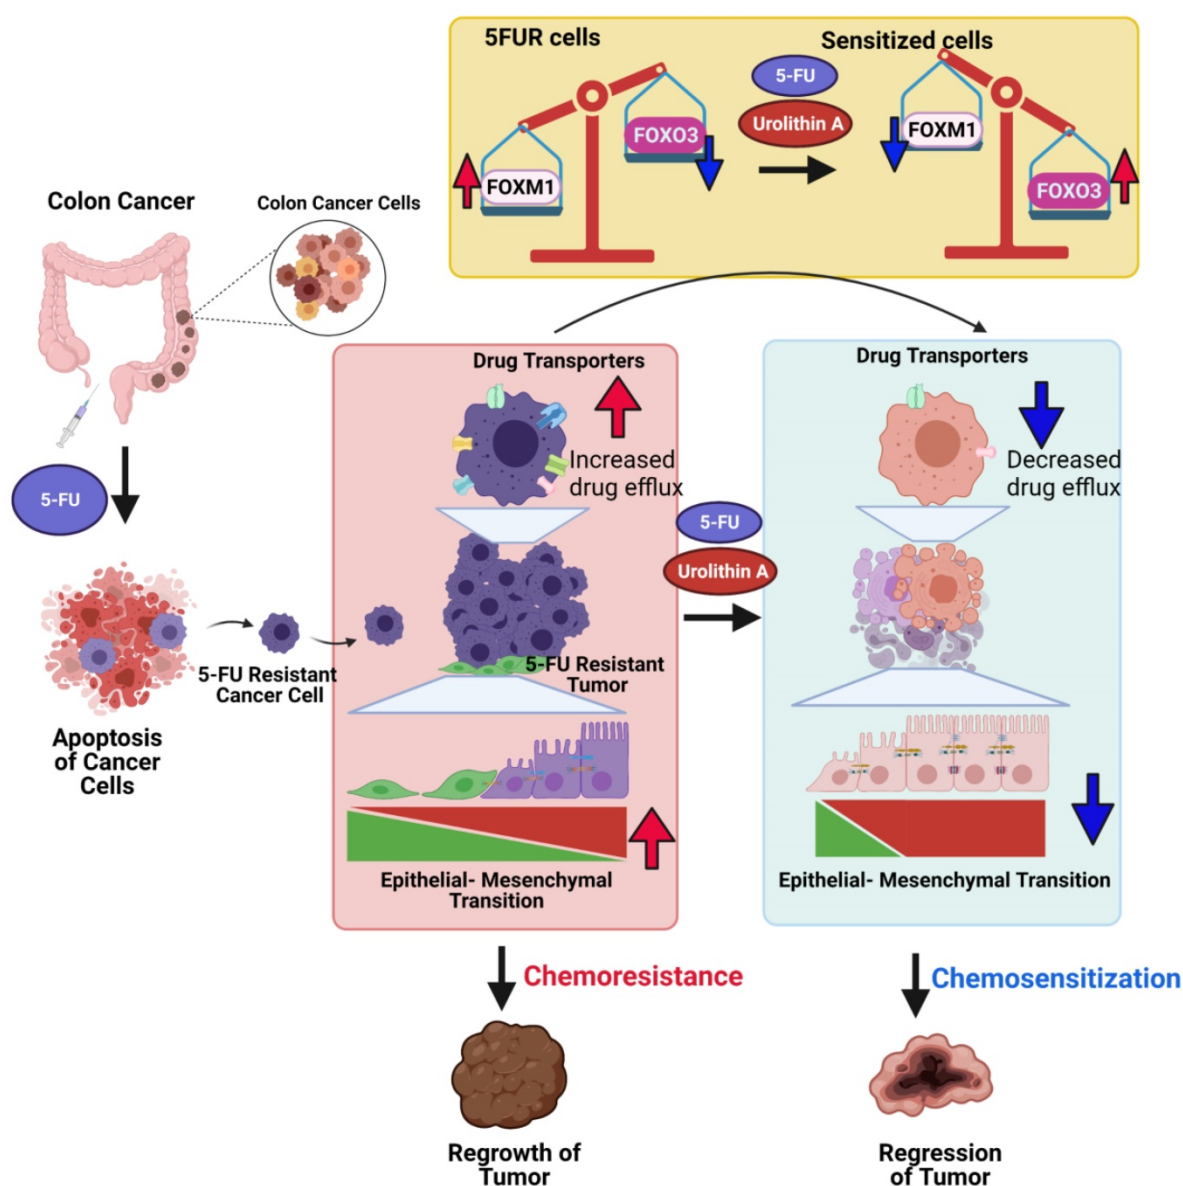 5FUR cells
Sensitized cells
5-FU
Urolithin A
FOXO3
FOXM1
FOXM1
FOXO3
Colon Cancer
Colon Cancer Cells
5-FU
Apoptosis
of Cancer
Cells
5-FU Resistant
Cancer Cell
Drug Transporters
Increased
drug efflux
5-FU Resistant
Tumor
Epithelial- Mesenchymal
Transition
5-FU
Urolithin A
Drug Transporters
Decreased
drug efflux
Epithelial- Mesenchymal Transition
Chemoresistance
Regrowth of
Tumor
Chemosensitization
Regression
of Tumor